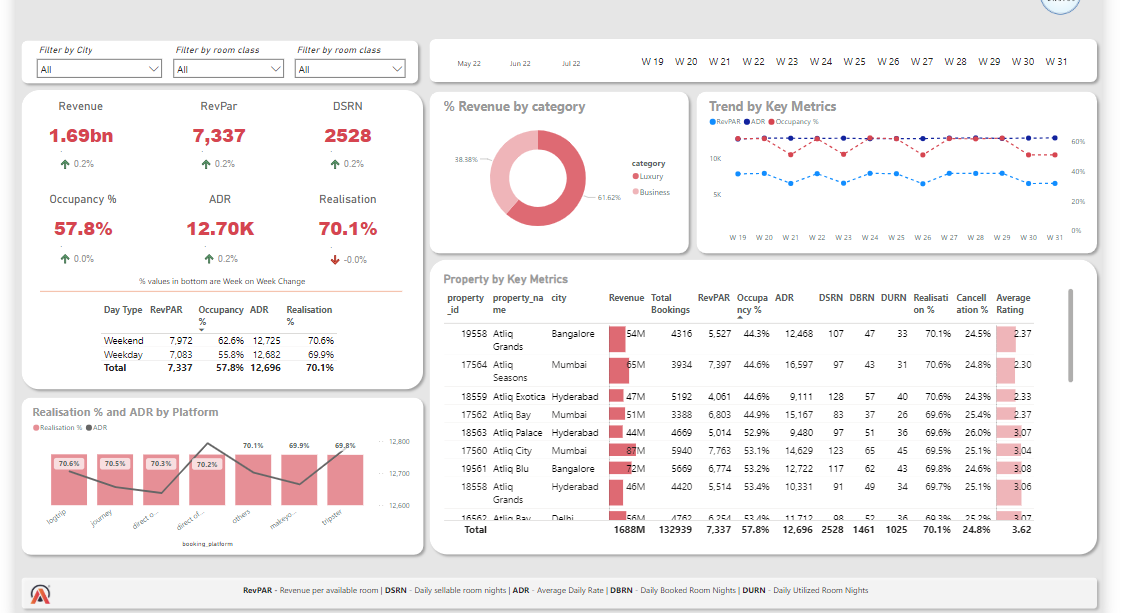 Filter by City
Filter by room class
Filter by room class
All
All
All
May 22
Jun 22
Jul 22
W 19 W 20 W 21 W 22 W 23 W 24 W 25 W 26 W 27 W 28 W 29 W 30 W 31
Revenue
RevPar
DSRN
1.69bn
7,337
2528
0.2%
0.2%
0.2%
Occupancy %
ADR
Realisation
57.8%
12.70K
70.1%
0.0%
0.2%
-0.0%
% values in bottom are Week on Week Change
Day Type RevPAR Occupancy % ADR Realisation %
Weekend 7,972 62.6% 12,725 70.6%
Weekday 7,083 55.8% 12,682 69.9%
Total 7,337 57.8% 12,696 70.1%
% Revenue by category
38.38%
61.62%
category
Luxury
Business
Trend by Key Metrics
RevPAR ADR Occupancy %
10K
5K
60%
40%
20%
0%
W 19 W 20 W 21 W 22 W 23 W 24 W 25 W 26 W 27 W 28 W 29 W 30 W 31
Realisation % and ADR by Platform
Realisation % ADR
70.6% 70.5% 70.3% 70.2% 70.1% 69.9% 69.8%
12,800
12,700
12,600
logtrip journey... direct o... direct of... others makeyo... tripster
booking_platform
Property by Key Metrics
property_id property_name city Revenue Total Bookings RevPAR Occupancy % ADR DSRN DBRN DURN Realisation % Cancellation % Average Rating
19558 Atliq Grands Bangalore 54M 4316 5,527 44.3% 12,468 107 47 33 70.1% 24.5% 2.37
17564 Atliq Seasons Mumbai 65M 3934 7,397 44.6% 16,597 97 43 31 70.6% 24.8% 2.30
18559 Atliq Exotica Hyderabad 47M 5192 4,061 44.6% 9,111 128 57 40 70.6% 24.3% 2.33
17562 Atliq Bay Mumbai 51M 3388 6,803 44.9% 15,167 83 37 26 69.6% 25.4% 2.37
18563 Atliq Palace Hyderabad 44M 4669 5,014 52.9% 9,480 97 51 36 69.6% 26.0% 3.07
17560 Atliq City Mumbai 87M 5940 7,763 53.1% 14,629 123 65 45 69.5% 25.1% 3.04
19561 Atliq Blu Bangalore 72M 5669 6,774 53.2% 12,722 117 62 43 69.8% 24.6% 3.08
18558 Atliq Grands Hyderabad 46M 4420 5,514 53.4% 10,331 91 49 34 69.7% 25.1% 3.06
16562 Atliq Bay Delhi 56M 4762 6,254 53.4% 11,712 98 52 36 69.3% 25.2% 3.07
Total 1688M 132939 7,337 57.8% 12,696 2528 1461 1025 70.1% 24.8% 3.62
RevPAR - Revenue per available room | DSRN - Daily sellable room nights | ADR - Average Daily Rate | DBRN - Daily Booked Room Nights | DURN - Daily Utilized Room Nights